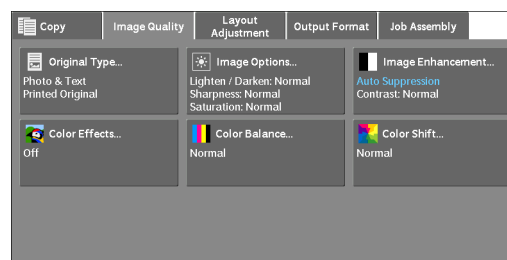 Copy
Image Quality
Layout
Adjustment
Output Format
Job Assembly
Original Type...
Photo & Text
Printed Original
Image Options...
Lighten / Darken: Normal
Sharpness: Normal
Saturation: Normal
Image Enhancement...
Auto Suppression
Contrast: Normal
Color Effects...
Off
Color Balance...
Normal
Color Shift...
Normal